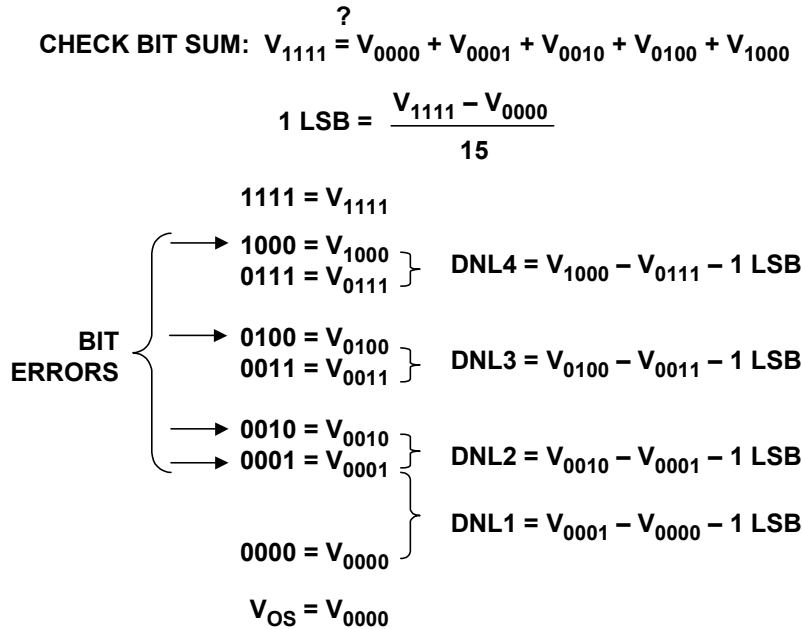 ?
CHECK BIT SUM: V1111 = V0000 + V0001 + V0010 + V0100 + V1000
1 LSB = V1111 – V0000
15
1111 = V1111
1000 = V1000
0111 = V0111
DNL4 = V1000 – V0111 – 1 LSB
BIT
ERRORS
0100 = V0100
0011 = V0011
DNL3 = V0100 – V0011 – 1 LSB
0010 = V0010
0001 = V0001
DNL2 = V0010 – V0001 – 1 LSB
DNL1 = V0001 – V0000 – 1 LSB
0000 = V0000
VOS = V0000